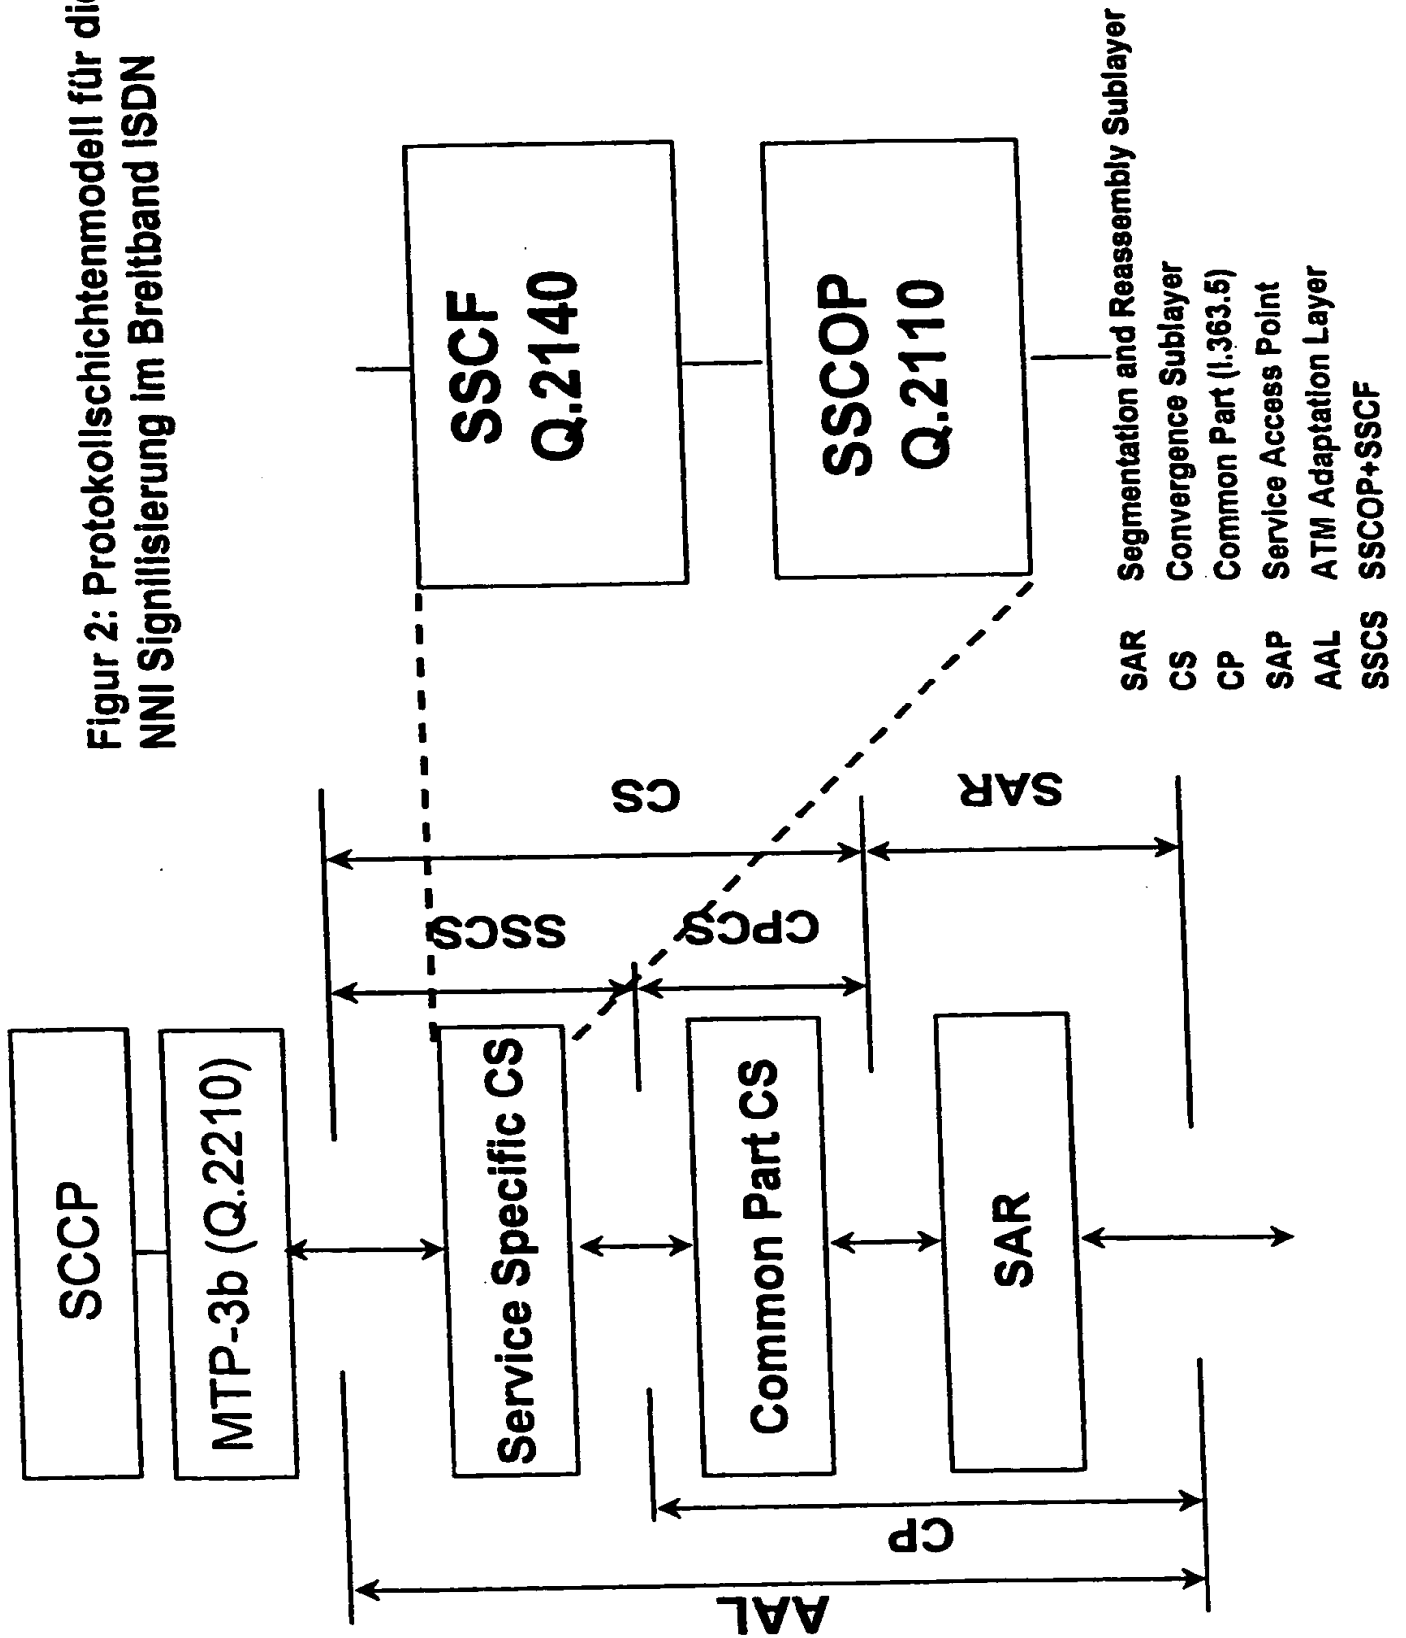 Figur 2: Protokollschichtenmodell für die
NNI Signilisierung im Breitband ISDN
SCCP
MTP-3b (Q.2210)
Service Specific CS
Common Part CS
SAR
AAL
CP
SSCS
CPCS
CS
SAR
SSCF
Q.2140
SSCOP
Q.2110
SAR Segmentation and Reassembly Sublayer
CS Convergence Sublayer
CP Common Part (I.363.5)
SAP Service Access Point
AAL ATM Adaptation Layer
SSCS SSCOP+SSCF